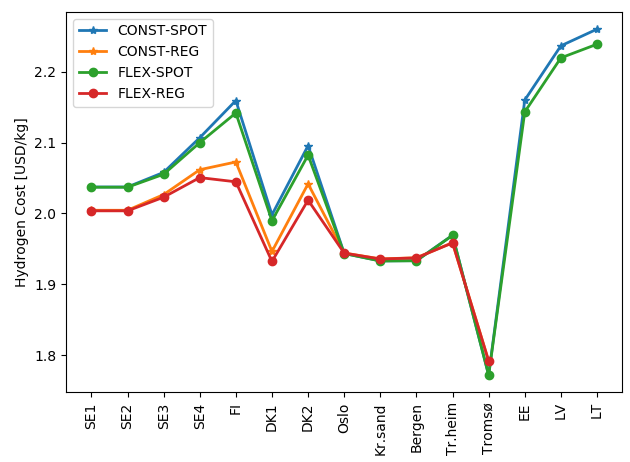 CONST-SPOT
CONST-REG
FLEX-SPOT
FLEX-REG
Hydrogen Cost [USD/kg]
2.2
2.1
2.0
1.9
1.8
SE1
SE2
SE3
SE4
FI
DK1
DK2
Oslo
Kr.sand
Bergen
Tr.heim
Tromsø
EE
LV
LT